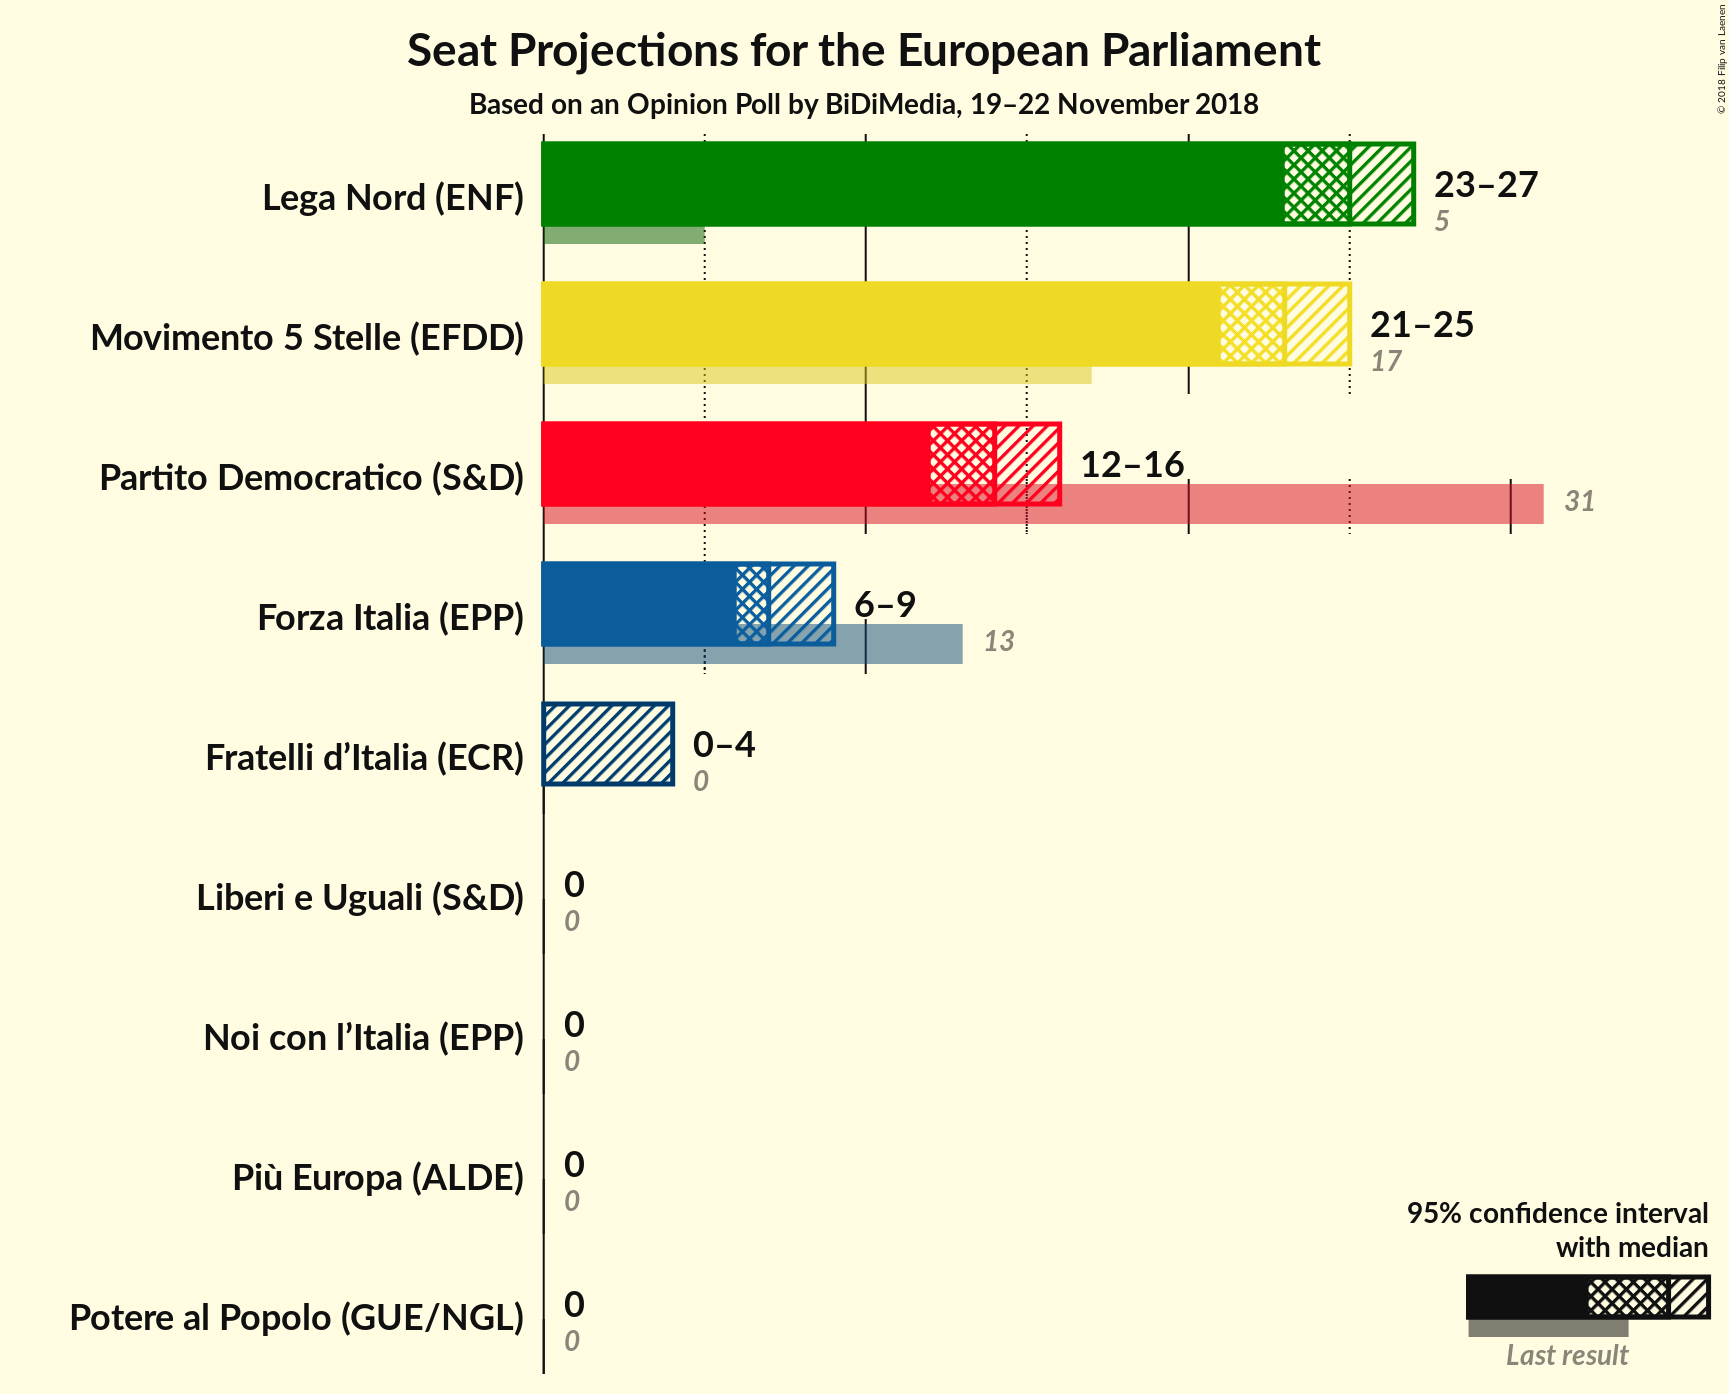 Seat Projections for the European Parliament
Based on an Opinion Poll by BiDiMedia, 19–22 November 2018
© 2018 Filip van Laenen
Lega Nord (ENF)
23–27
5
Movimento 5 Stelle (EFDD)
21–25
17
Partito Democratico (S&D)
12–16
31
Forza Italia (EPP)
6–9
13
Fratelli d’Italia (ECR)
0–4
0
Liberi e Uguali (S&D)
0
0
Noi con l’Italia (EPP)
0
0
Più Europa (ALDE)
0
0
Potere al Popolo (GUE/NGL)
0
0
95% confidence interval
with median
Last result